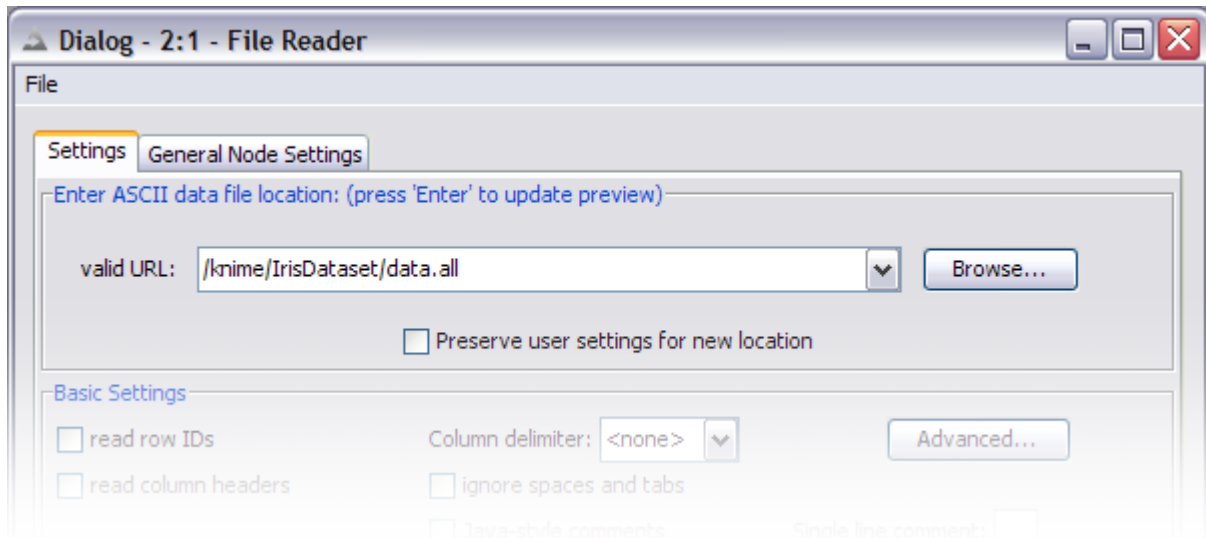 Dialog - 2:1 - File Reader
File
Settings General Node Settings
Enter ASCII data file location: (press 'Enter' to update preview)
valid URL: /knime/IrisDataset/data.all Browse...
Preserve user settings for new location
Basic Settings
read row IDs Column delimiter: <none> Advanced...
read column headers ignore spaces and tabs
Java-style comments Single line comment: